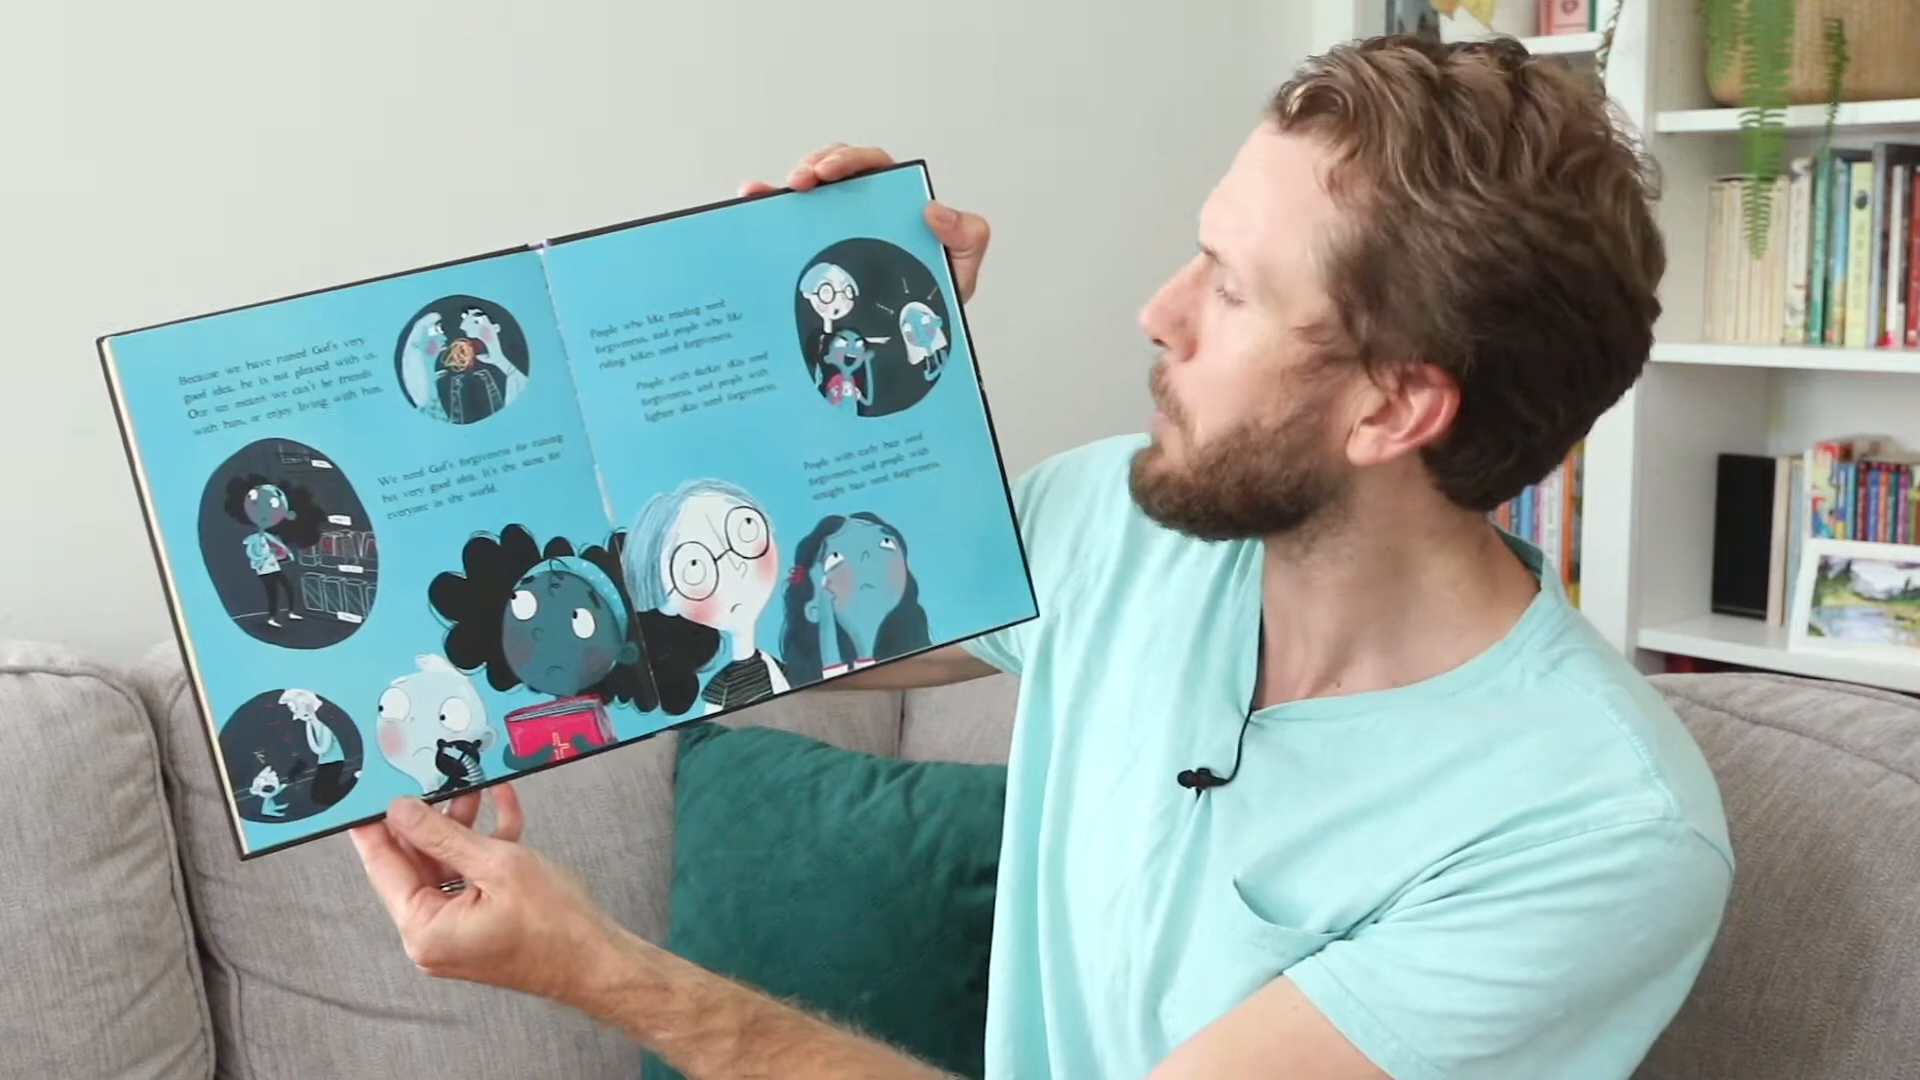 Because we have ruined God's very
good idea, he is not pleased with us.
Our sin means we can't be friends
with him, or enjoy living with him.
We need God's forgiveness for ruining
his very good idea. It's the same for
everyone in the world.
People who like reading need
forgiveness, and people who like
riding bikes need forgiveness.
People with darker skin need
forgiveness, and people with
lighter skin need forgiveness.
People with curly hair need
forgiveness, and people with
straight hair need forgiveness.